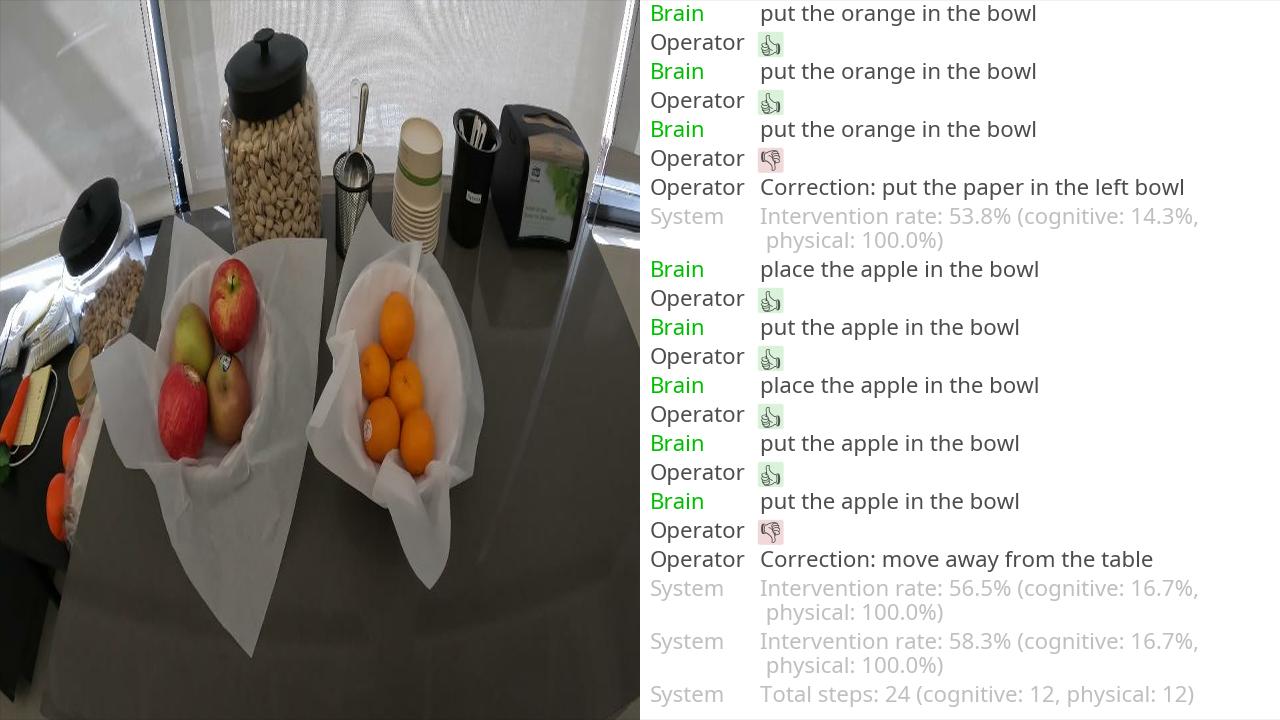 Brain put the orange in the bowl
Operator 👍
Brain put the orange in the bowl
Operator 👍
Brain put the orange in the bowl
Operator 👎
Operator Correction: put the paper in the left bowl
System Intervention rate: 53.8% (cognitive: 14.3%,
physical: 100.0%)
Brain place the apple in the bowl
Operator 👍
Brain put the apple in the bowl
Operator 👍
Brain place the apple in the bowl
Operator 👍
Brain put the apple in the bowl
Operator 👍
Brain put the apple in the bowl
Operator 👎
Operator Correction: move away from the table
System Intervention rate: 56.5% (cognitive: 16.7%,
physical: 100.0%)
System Intervention rate: 58.3% (cognitive: 16.7%,
physical: 100.0%)
System Total steps: 24 (cognitive: 12, physical: 12)